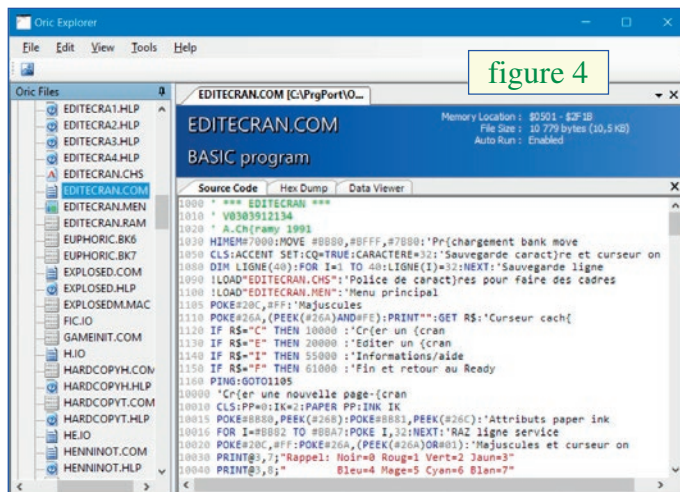 Oric Explorer
File Edit View Tools Help
figure 4
Oric Files
EDITECRA1.HLP
EDITECRA2.HLP
EDITECRA3.HLP
EDITECRA4.HLP
EDITECRAN.CHS
EDITECRAN.COM
EDITECRAN.MEN
EDITECRAN.RAM
EUPHORIC.BK6
EUPHORIC.BK7
EXPLOSED.COM
EXPLOSED.HLP
EXPLOSEDM.MAC
FIC.IO
GAMEINIT.COM
H.IO
HARDCOPYH.COM
HARDCOPYH.HLP
HARDCOPYT.COM
HARDCOPYT.HLP
HE.IO
HENNINOT.COM
HENNINOT.HLP
EDITECRAN.COM [C:\PrgPort\O...
EDITECRAN.COM
BASIC program
Memory Location : $0501 - $2F1B
File Size : 10 779 bytes (10,5 KB)
Auto Run : Enabled
Source Code Hex Dump Data Viewer
1000 ' *** EDITECRAN ***
1010 ' V0303912134
1020 ' A.Ch{ramy 1991
1030 HIMEM#7000:MOVE #BB80,#BFFF,#7B80:'Pr{chargement bank move
1050 CLS:ACCENT SET:CQ=TRUE:CARACTERE=32:'Sauvegarde caract}re et curseur on
1080 DIM LIGNE(40):FOR I=1 TO 40:LIGNE(I)=32:NEXT:'Sauvegarde ligne
1090 !LOAD"EDITECRAN.CHS":'Police de caract}res pour faire des cadres
1100 !LOAD"EDITECRAN.MEN":'Menu principal
1105 POKE#20C,#FF:'Majuscules
1110 POKE#26A,(PEEK(#26A)AND#FE):PRINT"":GET R$:'Curseur cach{
1120 IF R$="C" THEN 10000 :'Cr{er un {cran
1130 IF R$="E" THEN 20000 :'Editer un {cran
1140 IF R$="I" THEN 55000 :'Informations/aide
1150 IF R$="F" THEN 61000 :'Fin et retour au Ready
1160 PING:GOTO1105
10000 'Cr{er une nouvelle page-{cran
10010 CLS:PP=0:IK=2:PAPER PP:INK IK
10015 POKE#BB80,PEEK(#26B):POKE#BB81,PEEK(#26C):'Attributs paper ink
10016 FOR I=#BB82 TO #BBA7:POKE I,32:NEXT:'RAZ ligne service
10020 POKE#20C,#FF:POKE#26A,(PEEK(#26A)OR#01):'Majuscules et curseur on
10030 PRINT@3,7;"Rappel: Noir=0 Roug=1 Vert=2 Jaun=3"
10040 PRINT@3,8;" Bleu=4 Mage=5 Cyan=6 Blan=7"